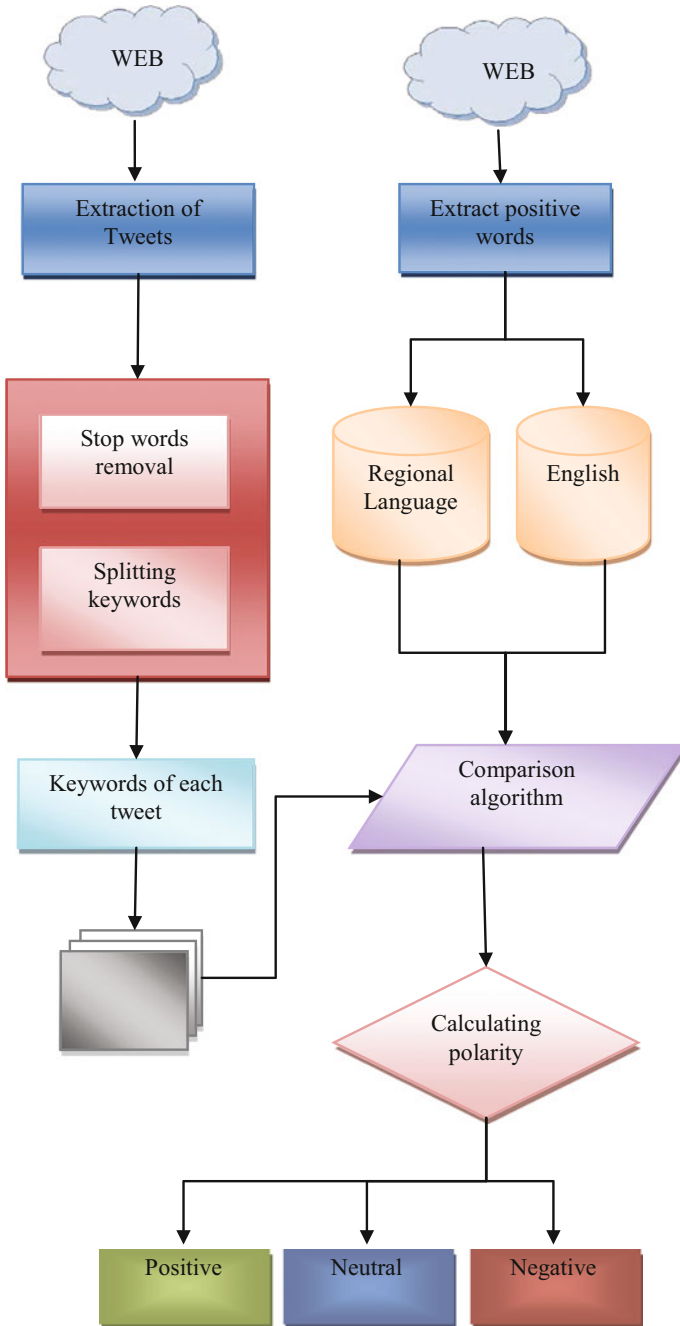 WEB
Extraction of
Tweets
Stop words
removal
Splitting
keywords
Keywords of each
tweet
WEB
Extract positive
words
Regional
Language
English
Comparison
algorithm
Calculating
polarity
Positive
Neutral
Negative